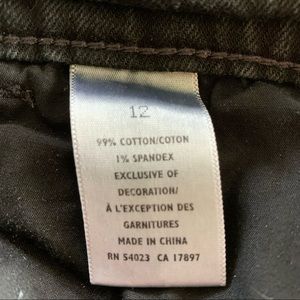 12
99% COTTON/COTON
1% SPANDEX
EXCLUSIVE OF
DECORATION/
À L'EXCEPTION DES
GARNITURES
MADE IN CHINA
RN 54023 CA 17897